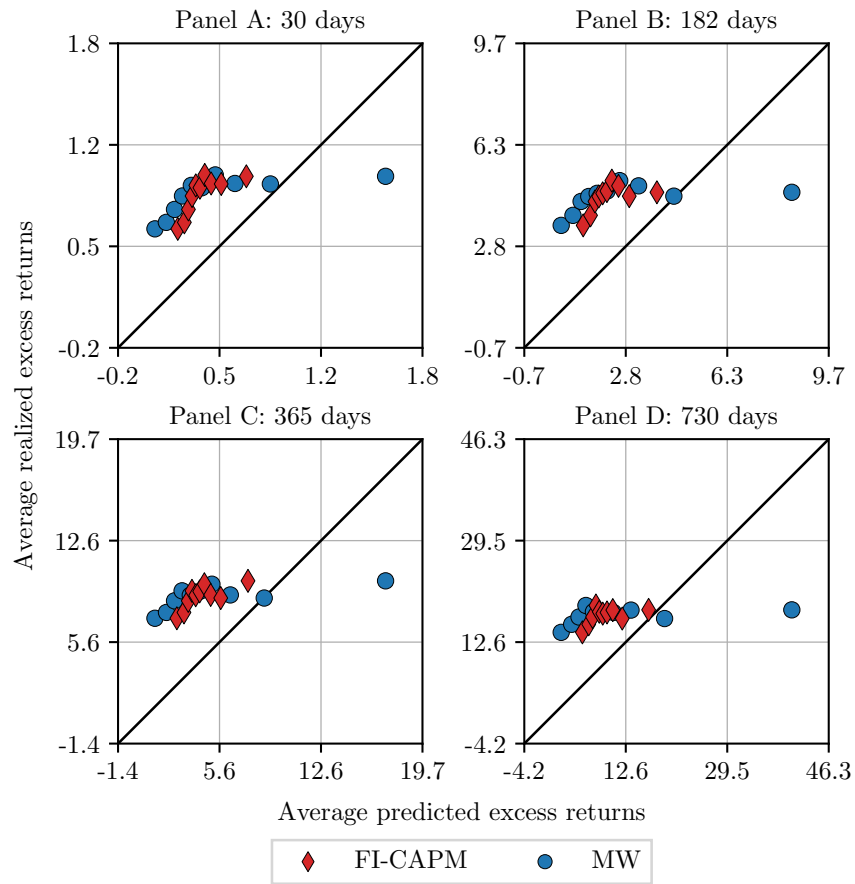 Panel A: 30 days
Panel B: 182 days
1.8
1.2
0.5
-0.2
-0.2 0.5 1.2 1.8
9.7
6.3
2.8
-0.7
-0.7 2.8 6.3 9.7
Average realized excess returns
Panel C: 365 days
Panel D: 730 days
19.7
12.6
5.6
-1.4
-1.4 5.6 12.6 19.7
46.3
29.5
12.6
-4.2
-4.2 12.6 29.5 46.3
Average predicted excess returns
FI-CAPM MW